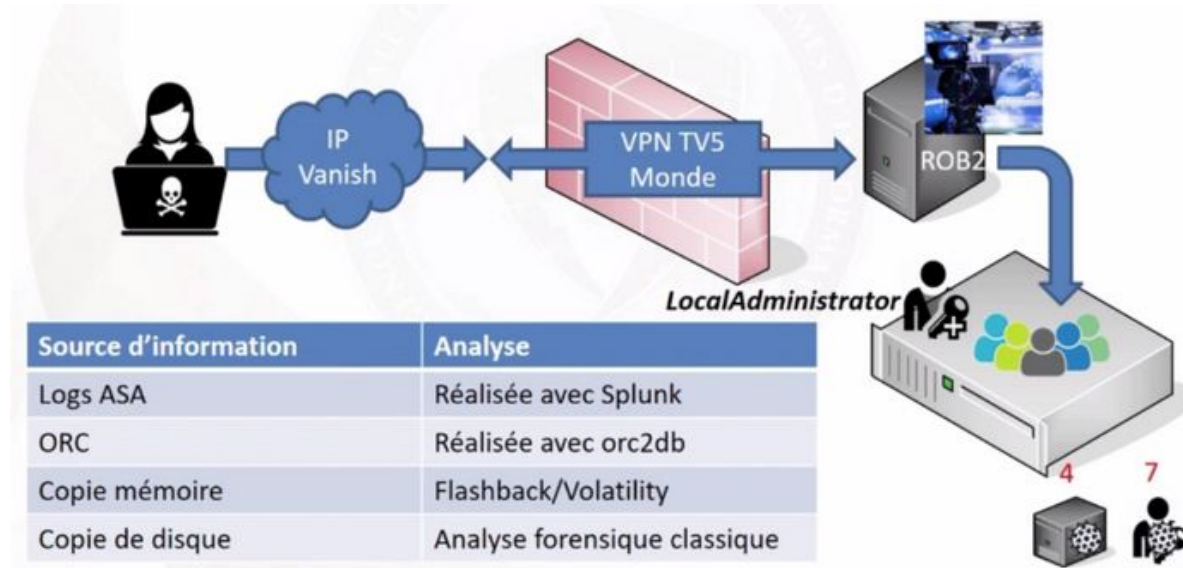 IP
Vanish
VPN TV5
Monde
ROB2
LocalAdministrator
Source d'information Analyse
Logs ASA Réalisée avec Splunk
ORC Réalisée avec orc2db
Copie mémoire Flashback/Volatility
Copie de disque Analyse forensique classique
4 7